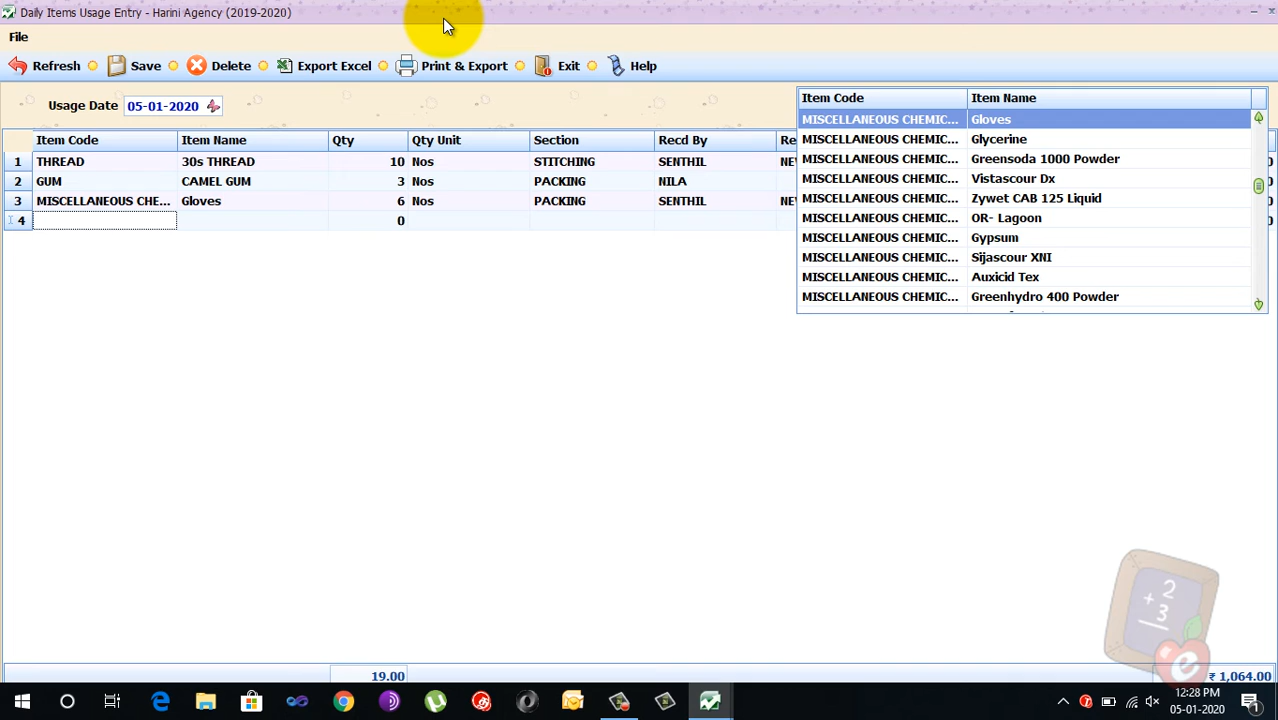 Daily Items Usage Entry - Harini Agency (2019-2020)
File
Refresh Save Delete Export Excel Print & Export Exit Help
Usage Date 05-01-2020
Item Code Item Name Qty Qty Unit Section Recd By Re
1 THREAD 30s THREAD 10 Nos STITCHING SENTHIL NEV
2 GUM CAMEL GUM 3 Nos PACKING NILA
3 MISCELLANEOUS CHE... Gloves 6 Nos PACKING SENTHIL NEV
4 0
Item Code Item Name
MISCELLANEOUS CHEMIC... Gloves
MISCELLANEOUS CHEMIC... Glycerine
MISCELLANEOUS CHEMIC... Greensoda 1000 Powder
MISCELLANEOUS CHEMIC... Vistascour Dx
MISCELLANEOUS CHEMIC... Zywet CAB 125 Liquid
MISCELLANEOUS CHEMIC... OR- Lagoon
MISCELLANEOUS CHEMIC... Gypsum
MISCELLANEOUS CHEMIC... Sijascour XNI
MISCELLANEOUS CHEMIC... Auxicid Tex
MISCELLANEOUS CHEMIC... Greenhydro 400 Powder
2
+ 3
e
19.00 ₹ 1,064.00
12:28 PM
05-01-2020
1